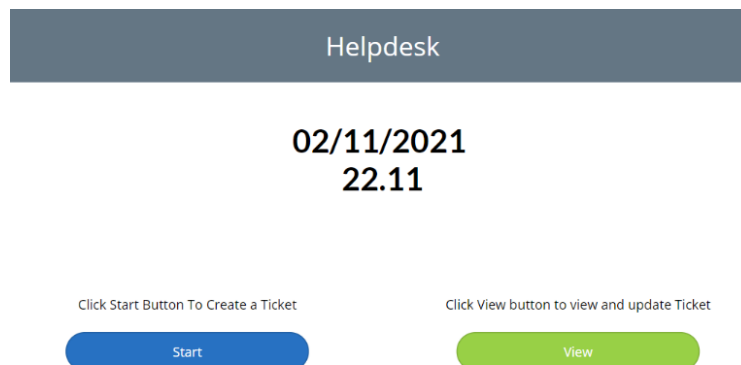 Helpdesk
02/11/2021
22.11
Click Start Button To Create a Ticket
Click View button to view and update Ticket
Start
View